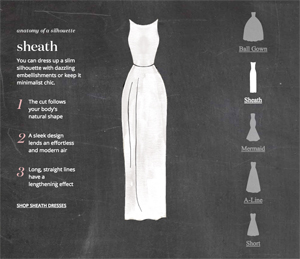 anatomy of a silhouette
sheath
You can dress up a slim
silhouette with dazzling
embellishments or keep it
minimalist chic.
1 The cut follows
your body's
natural shape
2 A sleek design
lends an effortless
and modern air
3 Long, straight lines
have a
lengthening effect
SHOP SHEATH DRESSES
Ball Gown
Sheath
Mermaid
A-Line
Short